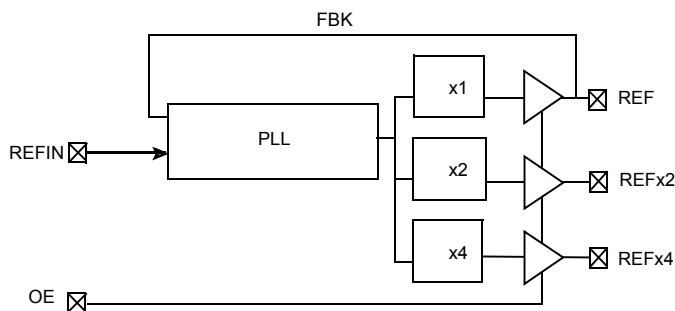 FBK
x1
REF
PLL
REFIN
x2
REFx2
x4
REFx4
OE